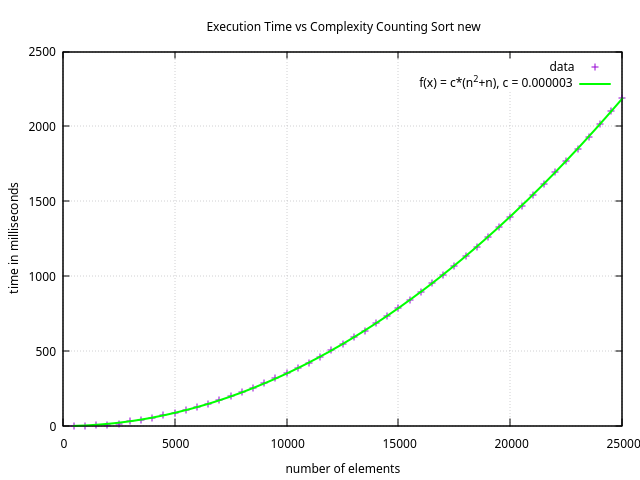 Execution Time vs Complexity Counting Sort new
2500
2000
1500
1000
500
0
time in milliseconds
data
f(x) = c*(n²+n), c = 0.000003
0 5000 10000 15000 20000 25000
number of elements